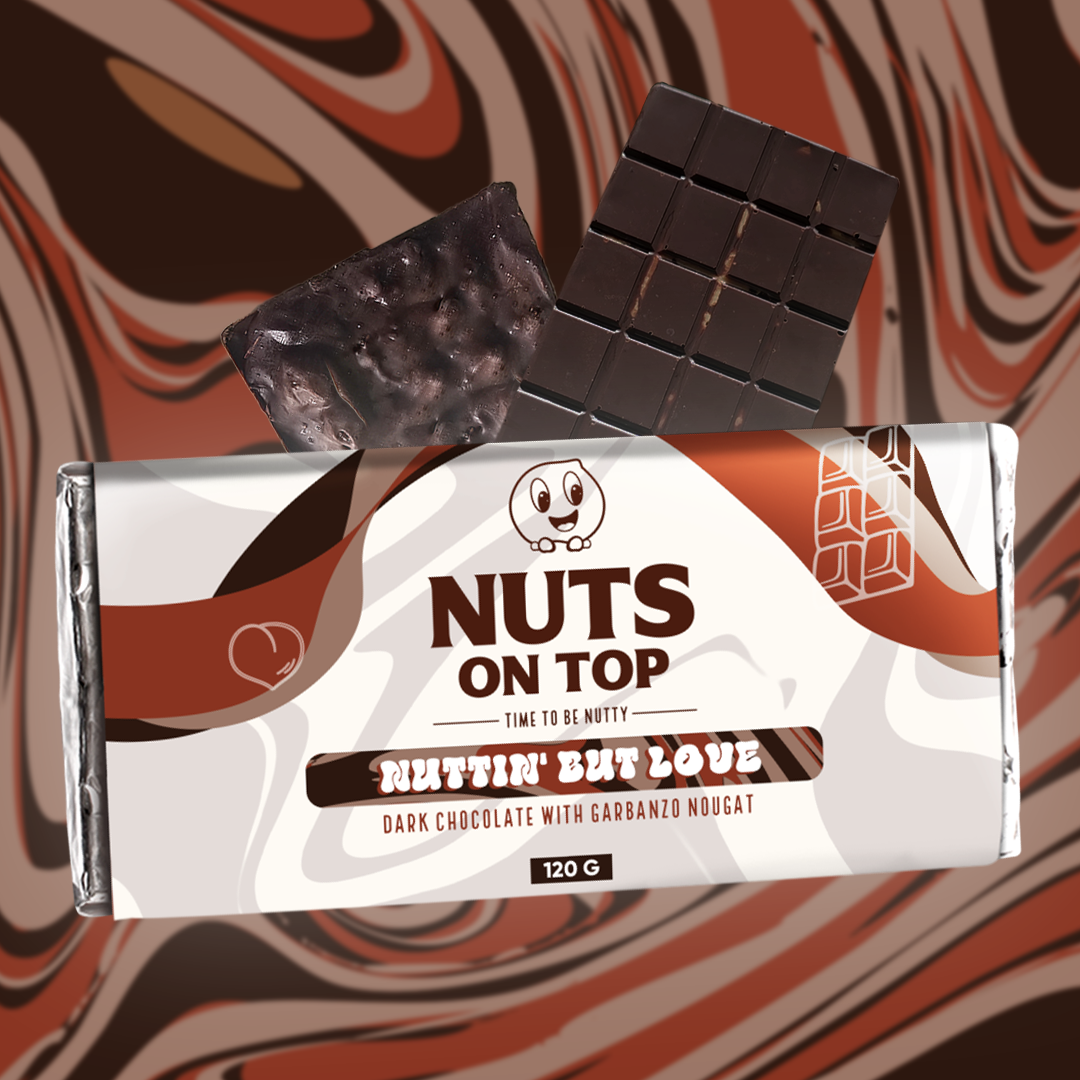 NUTS
ON TOP
TIME TO BE NUTTY
NUTTIN' BUT LOVE
DARK CHOCOLATE WITH GARBANZO NOUGAT
120 G